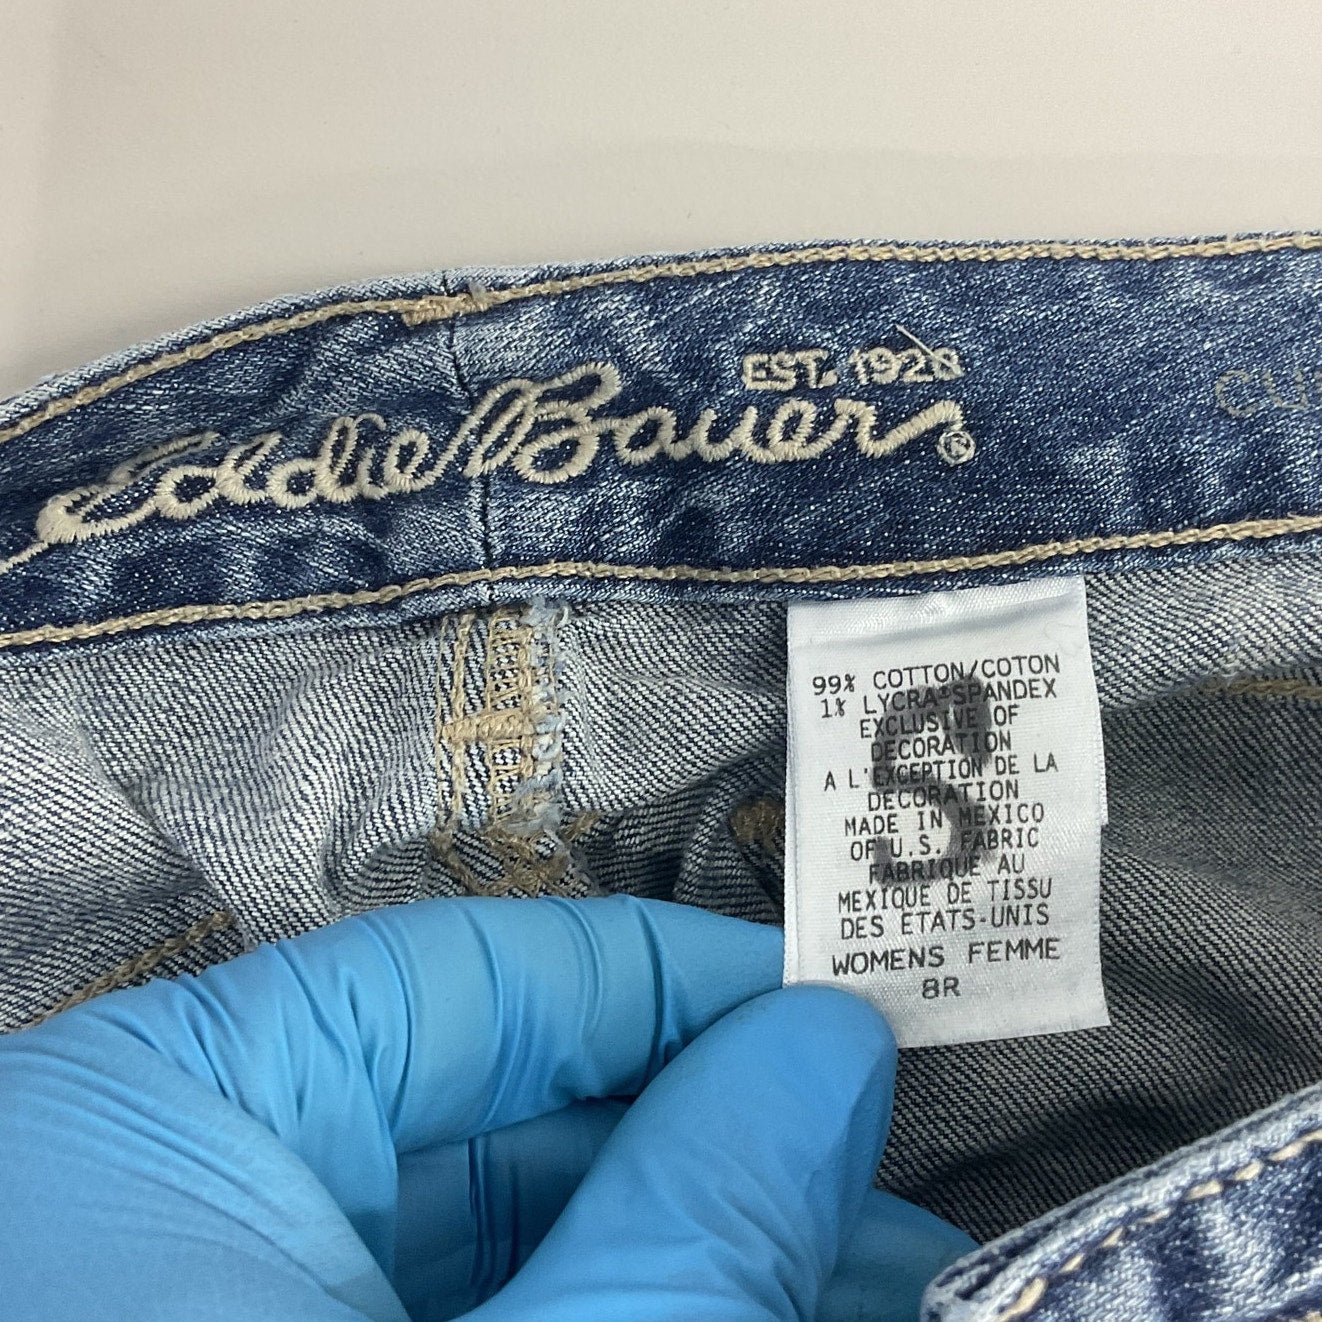 EST. 1920
Eddie Bauer®
99% COTTON/COTON
1% LYCRA®SPANDEX
EXCLUSIVE OF
DECORATION
A L'EXCEPTION DE LA
DECORATION
MADE IN MEXICO
OF U.S. FABRIC
FABRIQUE AU
MEXIQUE DE TISSU
DES ETATS-UNIS
WOMENS FEMME
8R